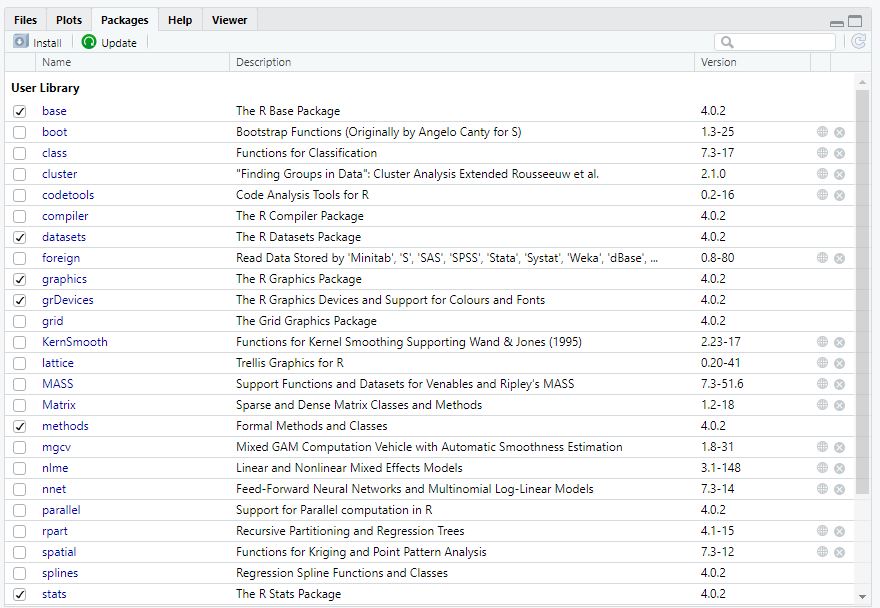 Files Plots Packages Help Viewer
Install Update
Name Description Version
User Library
base The R Base Package 4.0.2
boot Bootstrap Functions (Originally by Angelo Canty for S) 1.3-25
class Functions for Classification 7.3-17
cluster "Finding Groups in Data": Cluster Analysis Extended Rousseeuw et al. 2.1.0
codetools Code Analysis Tools for R 0.2-16
compiler The R Compiler Package 4.0.2
datasets The R Datasets Package 4.0.2
foreign Read Data Stored by 'Minitab', 'S', 'SAS', 'SPSS', 'Stata', 'Systat', 'Weka', 'dBase', ... 0.8-80
graphics The R Graphics Package 4.0.2
grDevices The R Graphics Devices and Support for Colours and Fonts 4.0.2
grid The Grid Graphics Package 4.0.2
KernSmooth Functions for Kernel Smoothing Supporting Wand & Jones (1995) 2.23-17
lattice Trellis Graphics for R 0.20-41
MASS Support Functions and Datasets for Venables and Ripley's MASS 7.3-51.6
Matrix Sparse and Dense Matrix Classes and Methods 1.2-18
methods Formal Methods and Classes 4.0.2
mgcv Mixed GAM Computation Vehicle with Automatic Smoothness Estimation 1.8-31
nlme Linear and Nonlinear Mixed Effects Models 3.1-148
nnet Feed-Forward Neural Networks and Multinomial Log-Linear Models 7.3-14
parallel Support for Parallel computation in R 4.0.2
rpart Recursive Partitioning and Regression Trees 4.1-15
spatial Functions for Kriging and Point Pattern Analysis 7.3-12
splines Regression Spline Functions and Classes 4.0.2
stats The R Stats Package 4.0.2